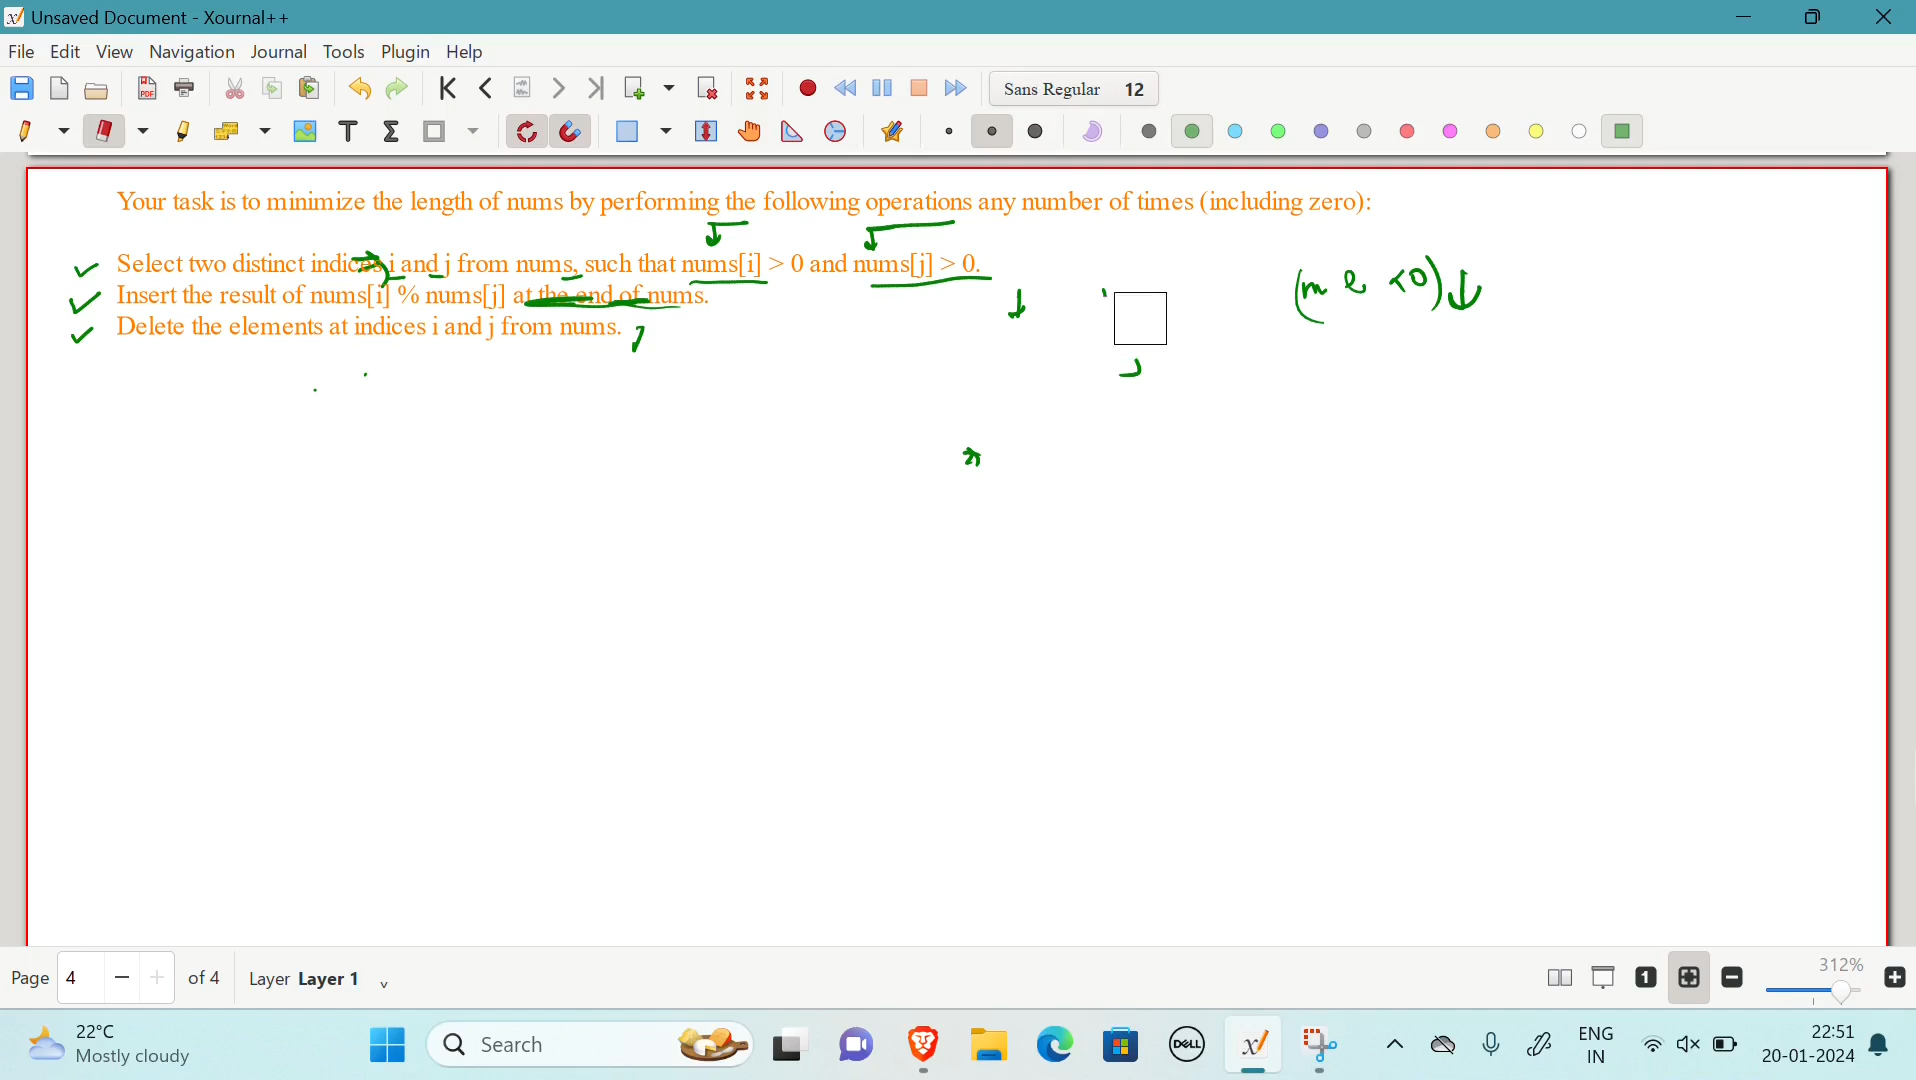 Unsaved Document - Xournal++
File Edit View Navigation Journal Tools Plugin Help
Sans Regular 12
Your task is to minimize the length of nums by performing the following operations any number of times (including zero):
Select two distinct indices i and j from nums, such that nums[i] > 0 and nums[j] > 0.
Insert the result of nums[i] % nums[j] at the end of nums.
Delete the elements at indices i and j from nums.
Page 4 of 4 Layer Layer 1
312%
22°C
Mostly cloudy
Search
DELL
ENG
IN
22:51
20-01-2024